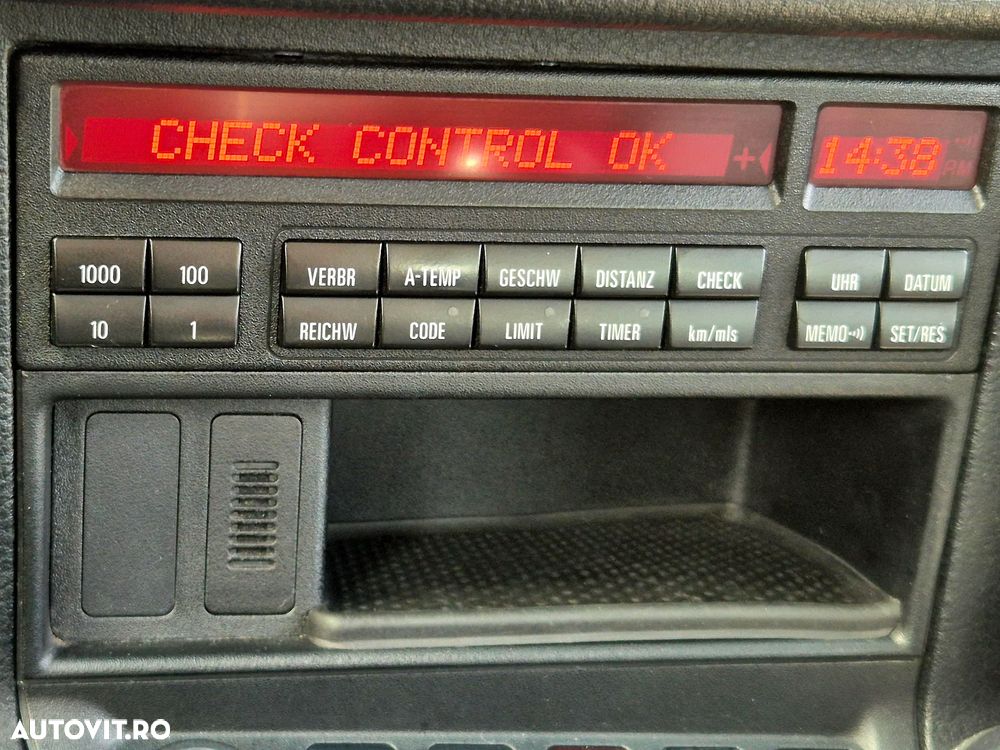 CHECK CONTROL OK
14:38
1000 100
VERBR A-TEMP GESCHW DISTANZ CHECK
UHR DATUM
10 1
REICHW CODE LIMIT TIMER km/mls
MEMO SET/RES
AUTOVIT.RO